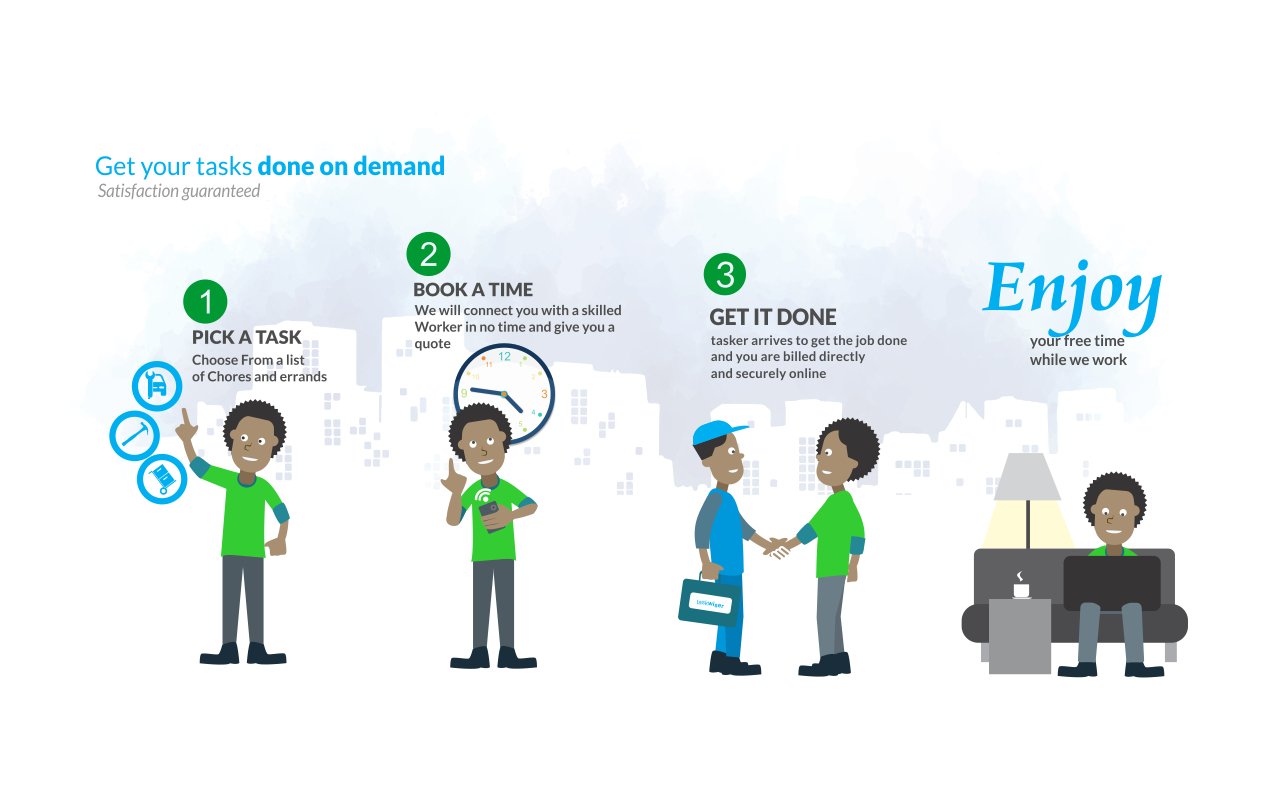 Get your tasks done on demand
Satisfaction guaranteed
1
PICK A TASK
Choose From a list
of Chores and errands
2
BOOK A TIME
We will connect you with a skilled
Worker in no time and give you a
quote
12
1
3
4
5
9
10
11
3
GET IT DONE
tasker arrives to get the job done
and you are billed directly
and securely online
taskwiser
Enjoy
your free time
while we work